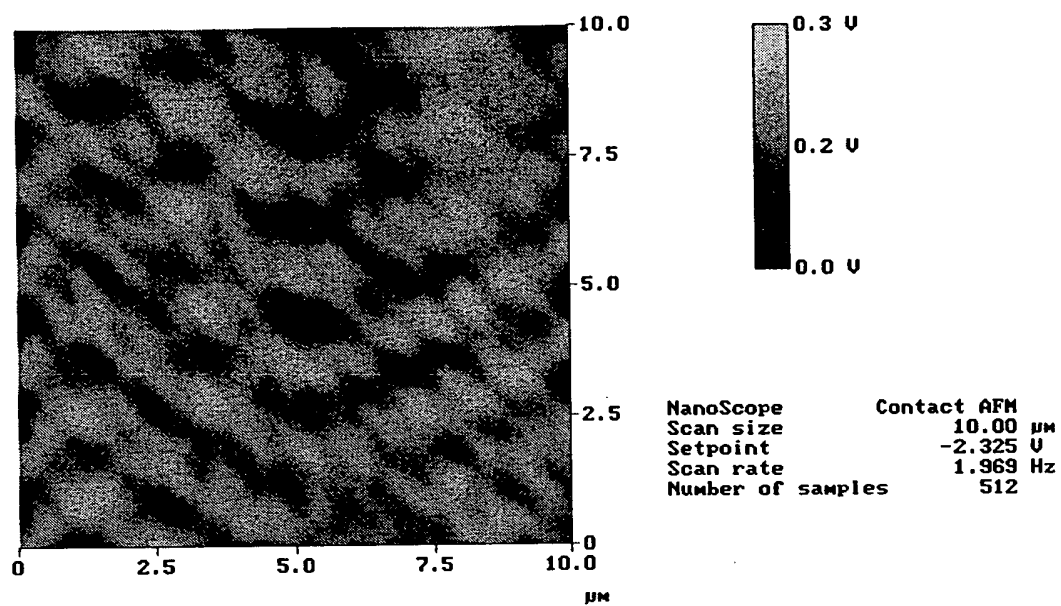 10.0
7.5
5.0
2.5
0
0
2.5
5.0
7.5
10.0
µm
0.3 V
0.2 V
0.0 V
NanoScope Contact AFM
Scan size 10.00 µm
Setpoint -2.325 V
Scan rate 1.969 Hz
Number of samples 512